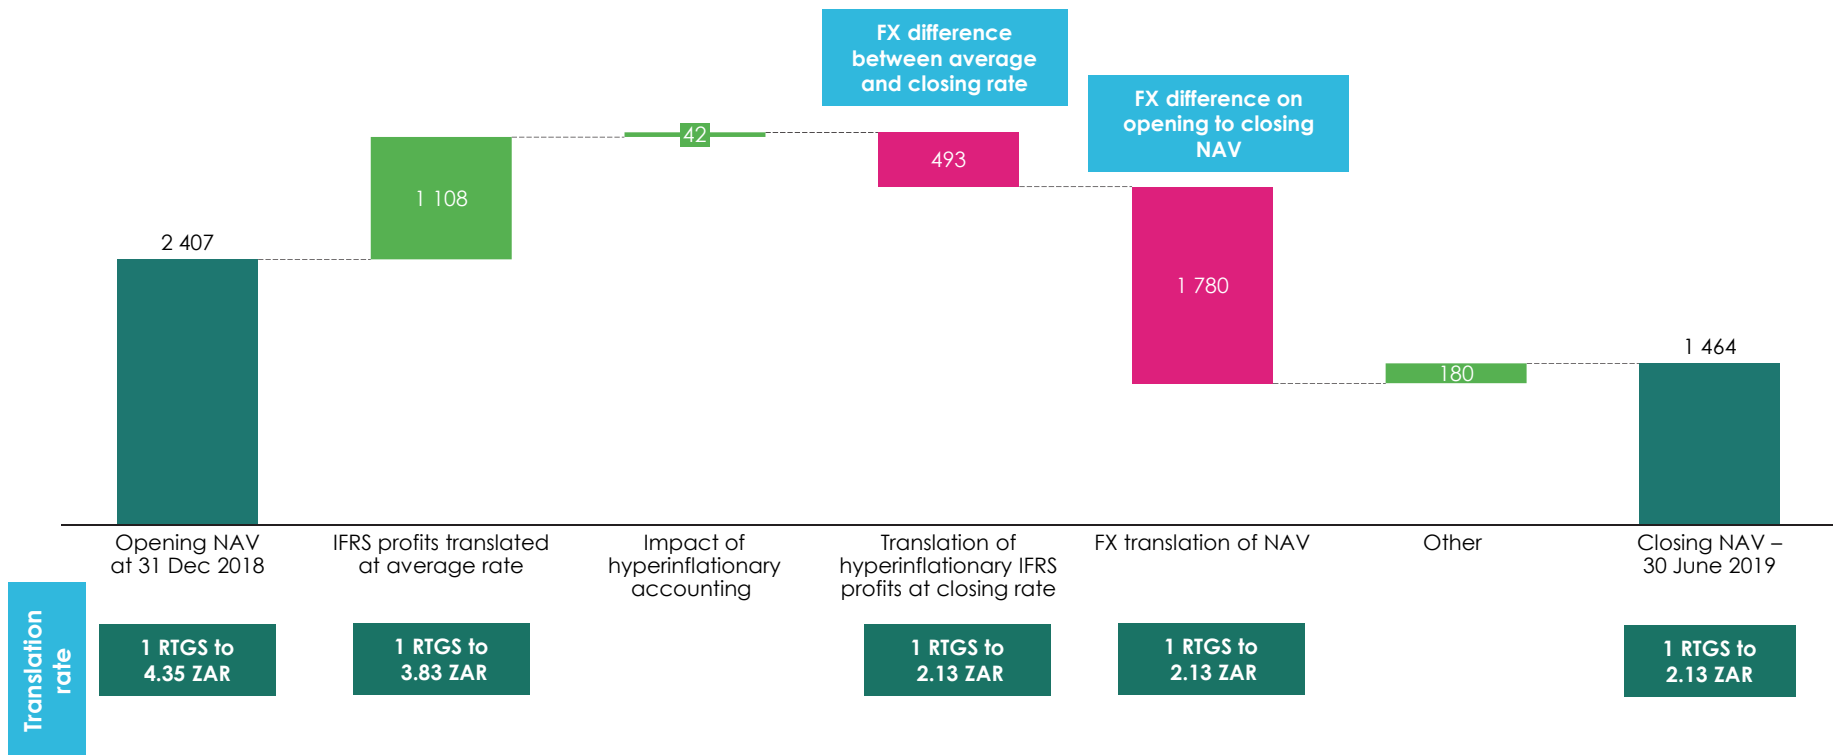 FX difference
between average
and closing rate
FX difference on
opening to closing
NAV
2 407
1 108
42
493
1 780
180
1 464
Opening NAV
at 31 Dec 2018
IFRS profits translated
at average rate
Impact of
hyperinflationary
accounting
Translation of
hyperinflationary IFRS
profits at closing rate
FX translation of NAV
Other
Closing NAV –
30 June 2019
Translation
rate
1 RTGS to
4.35 ZAR
1 RTGS to
3.83 ZAR
1 RTGS to
2.13 ZAR
1 RTGS to
2.13 ZAR
1 RTGS to
2.13 ZAR